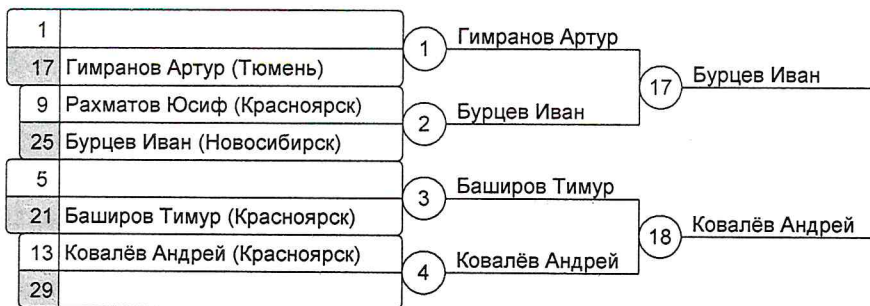 1
17 Гимранов Артур (Тюмень)
1 Гимранов Артур
9 Рахматов Юсиф (Красноярск)
25 Бурцев Иван (Новосибирск)
2 Бурцев Иван
17 Бурцев Иван
5
21 Баширов Тимур (Красноярск)
3 Баширов Тимур
13 Ковалёв Андрей (Красноярск)
29
4 Ковалёв Андрей
18 Ковалёв Андрей